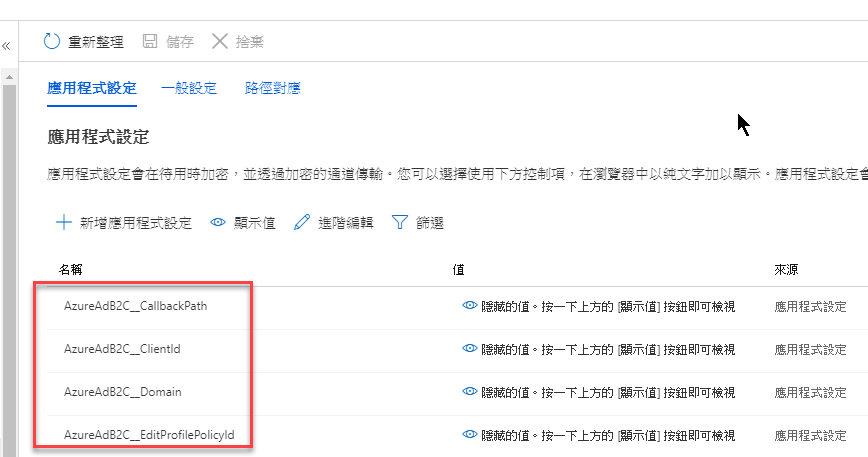 «
重新整理 儲存 捨棄
應用程式設定 一般設定 路徑對應
應用程式設定
應用程式設定會在待用時加密，並透過加密的通道傳輸。您可以選擇使用下方控制項，在瀏覽器中以純文字加以顯示。應用程式設定會
新增應用程式設定 顯示值 進階編輯 篩選
名稱 值 來源
AzureAdB2C__CallbackPath 隱藏的值。按一下上方的 [顯示值] 按鈕即可檢視 應用程式設定
AzureAdB2C__ClientId 隱藏的值。按一下上方的 [顯示值] 按鈕即可檢視 應用程式設定
AzureAdB2C__Domain 隱藏的值。按一下上方的 [顯示值] 按鈕即可檢視 應用程式設定
AzureAdB2C__EditProfilePolicyId 隱藏的值。按一下上方的 [顯示值] 按鈕即可檢視 應用程式設定